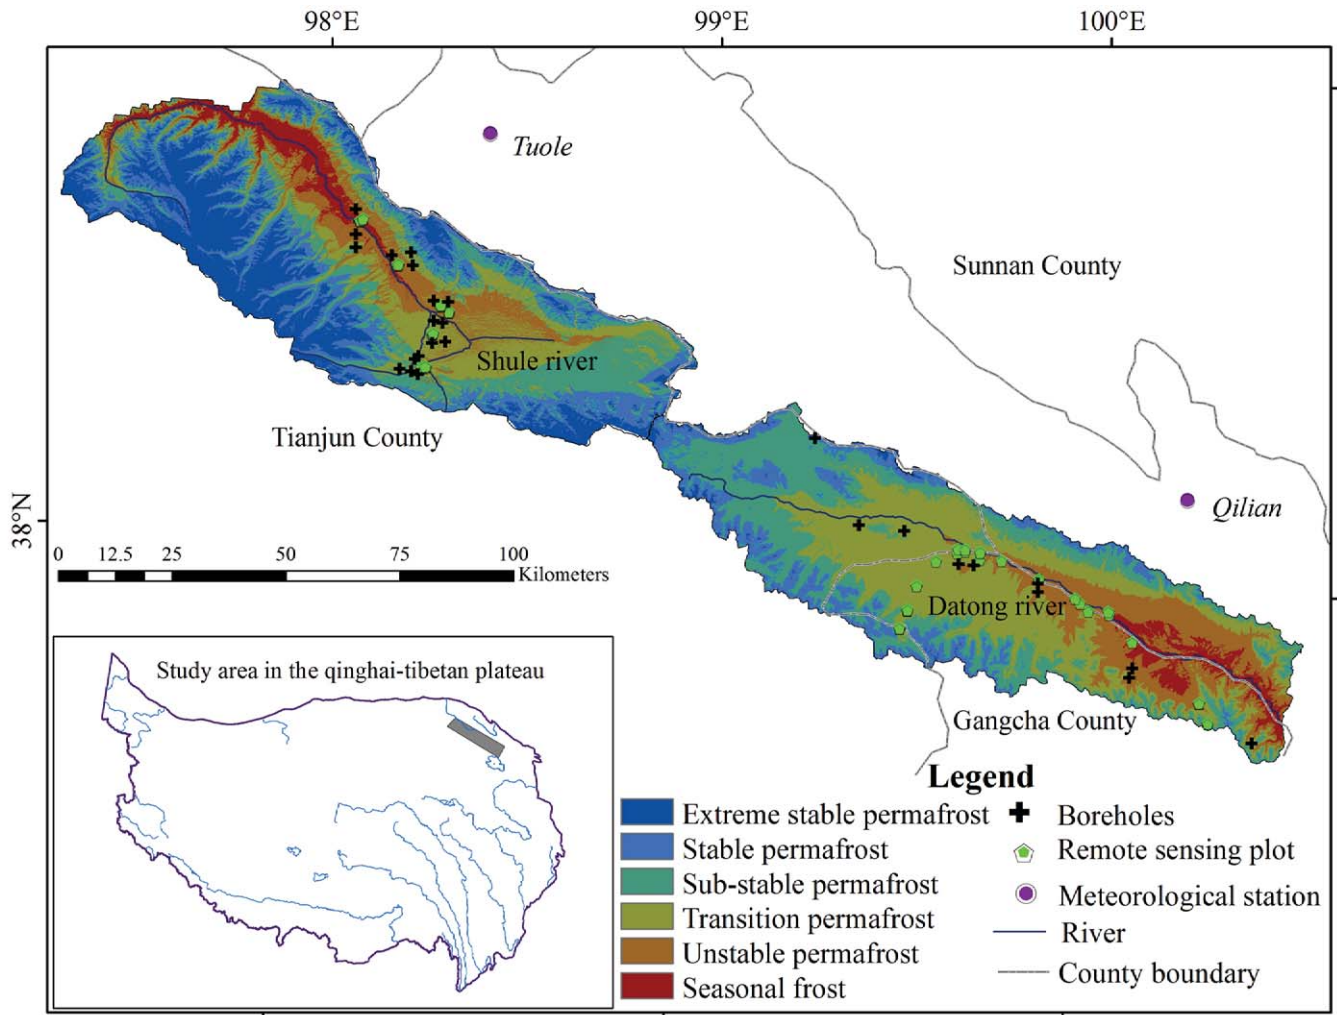 98°E
99°E
100°E
Tuole
Sunnan County
Shule river
Tianjun County
38°N
Qilian
0 12.5 25 50 75 100
Kilometers
Datong river
Study area in the qinghai-tibetan plateau
Gangcha County
Legend
Extreme stable permafrost
Stable permafrost
Sub-stable permafrost
Transition permafrost
Unstable permafrost
Seasonal frost
Boreholes
Remote sensing plot
Meteorological station
River
County boundary